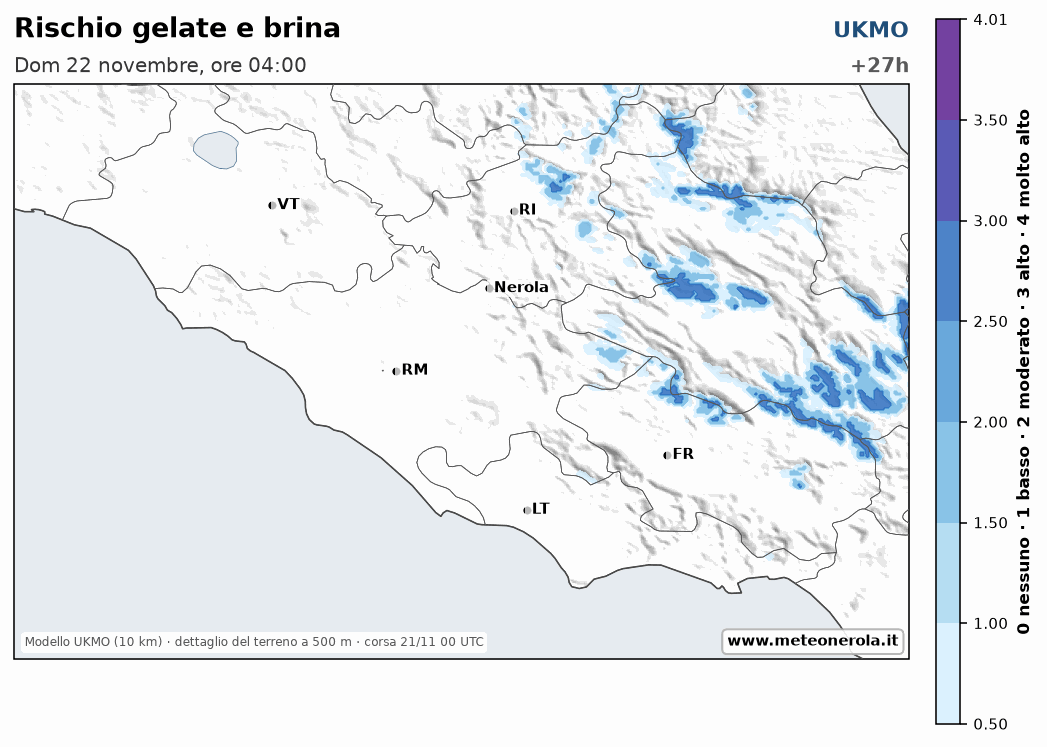 Rischio gelate e brina
UKMO
Dom 22 novembre, ore 04:00
+27h
VT
RI
Nerola
RM
FR
LT
Modello UKMO (10 km) · dettaglio del terreno a 500 m · corsa 21/11 00 UTC
www.meteonerola.it
4.01
3.50
3.00
2.50
2.00
1.50
1.00
0.50
0 nessuno · 1 basso · 2 moderato · 3 alto · 4 molto alto